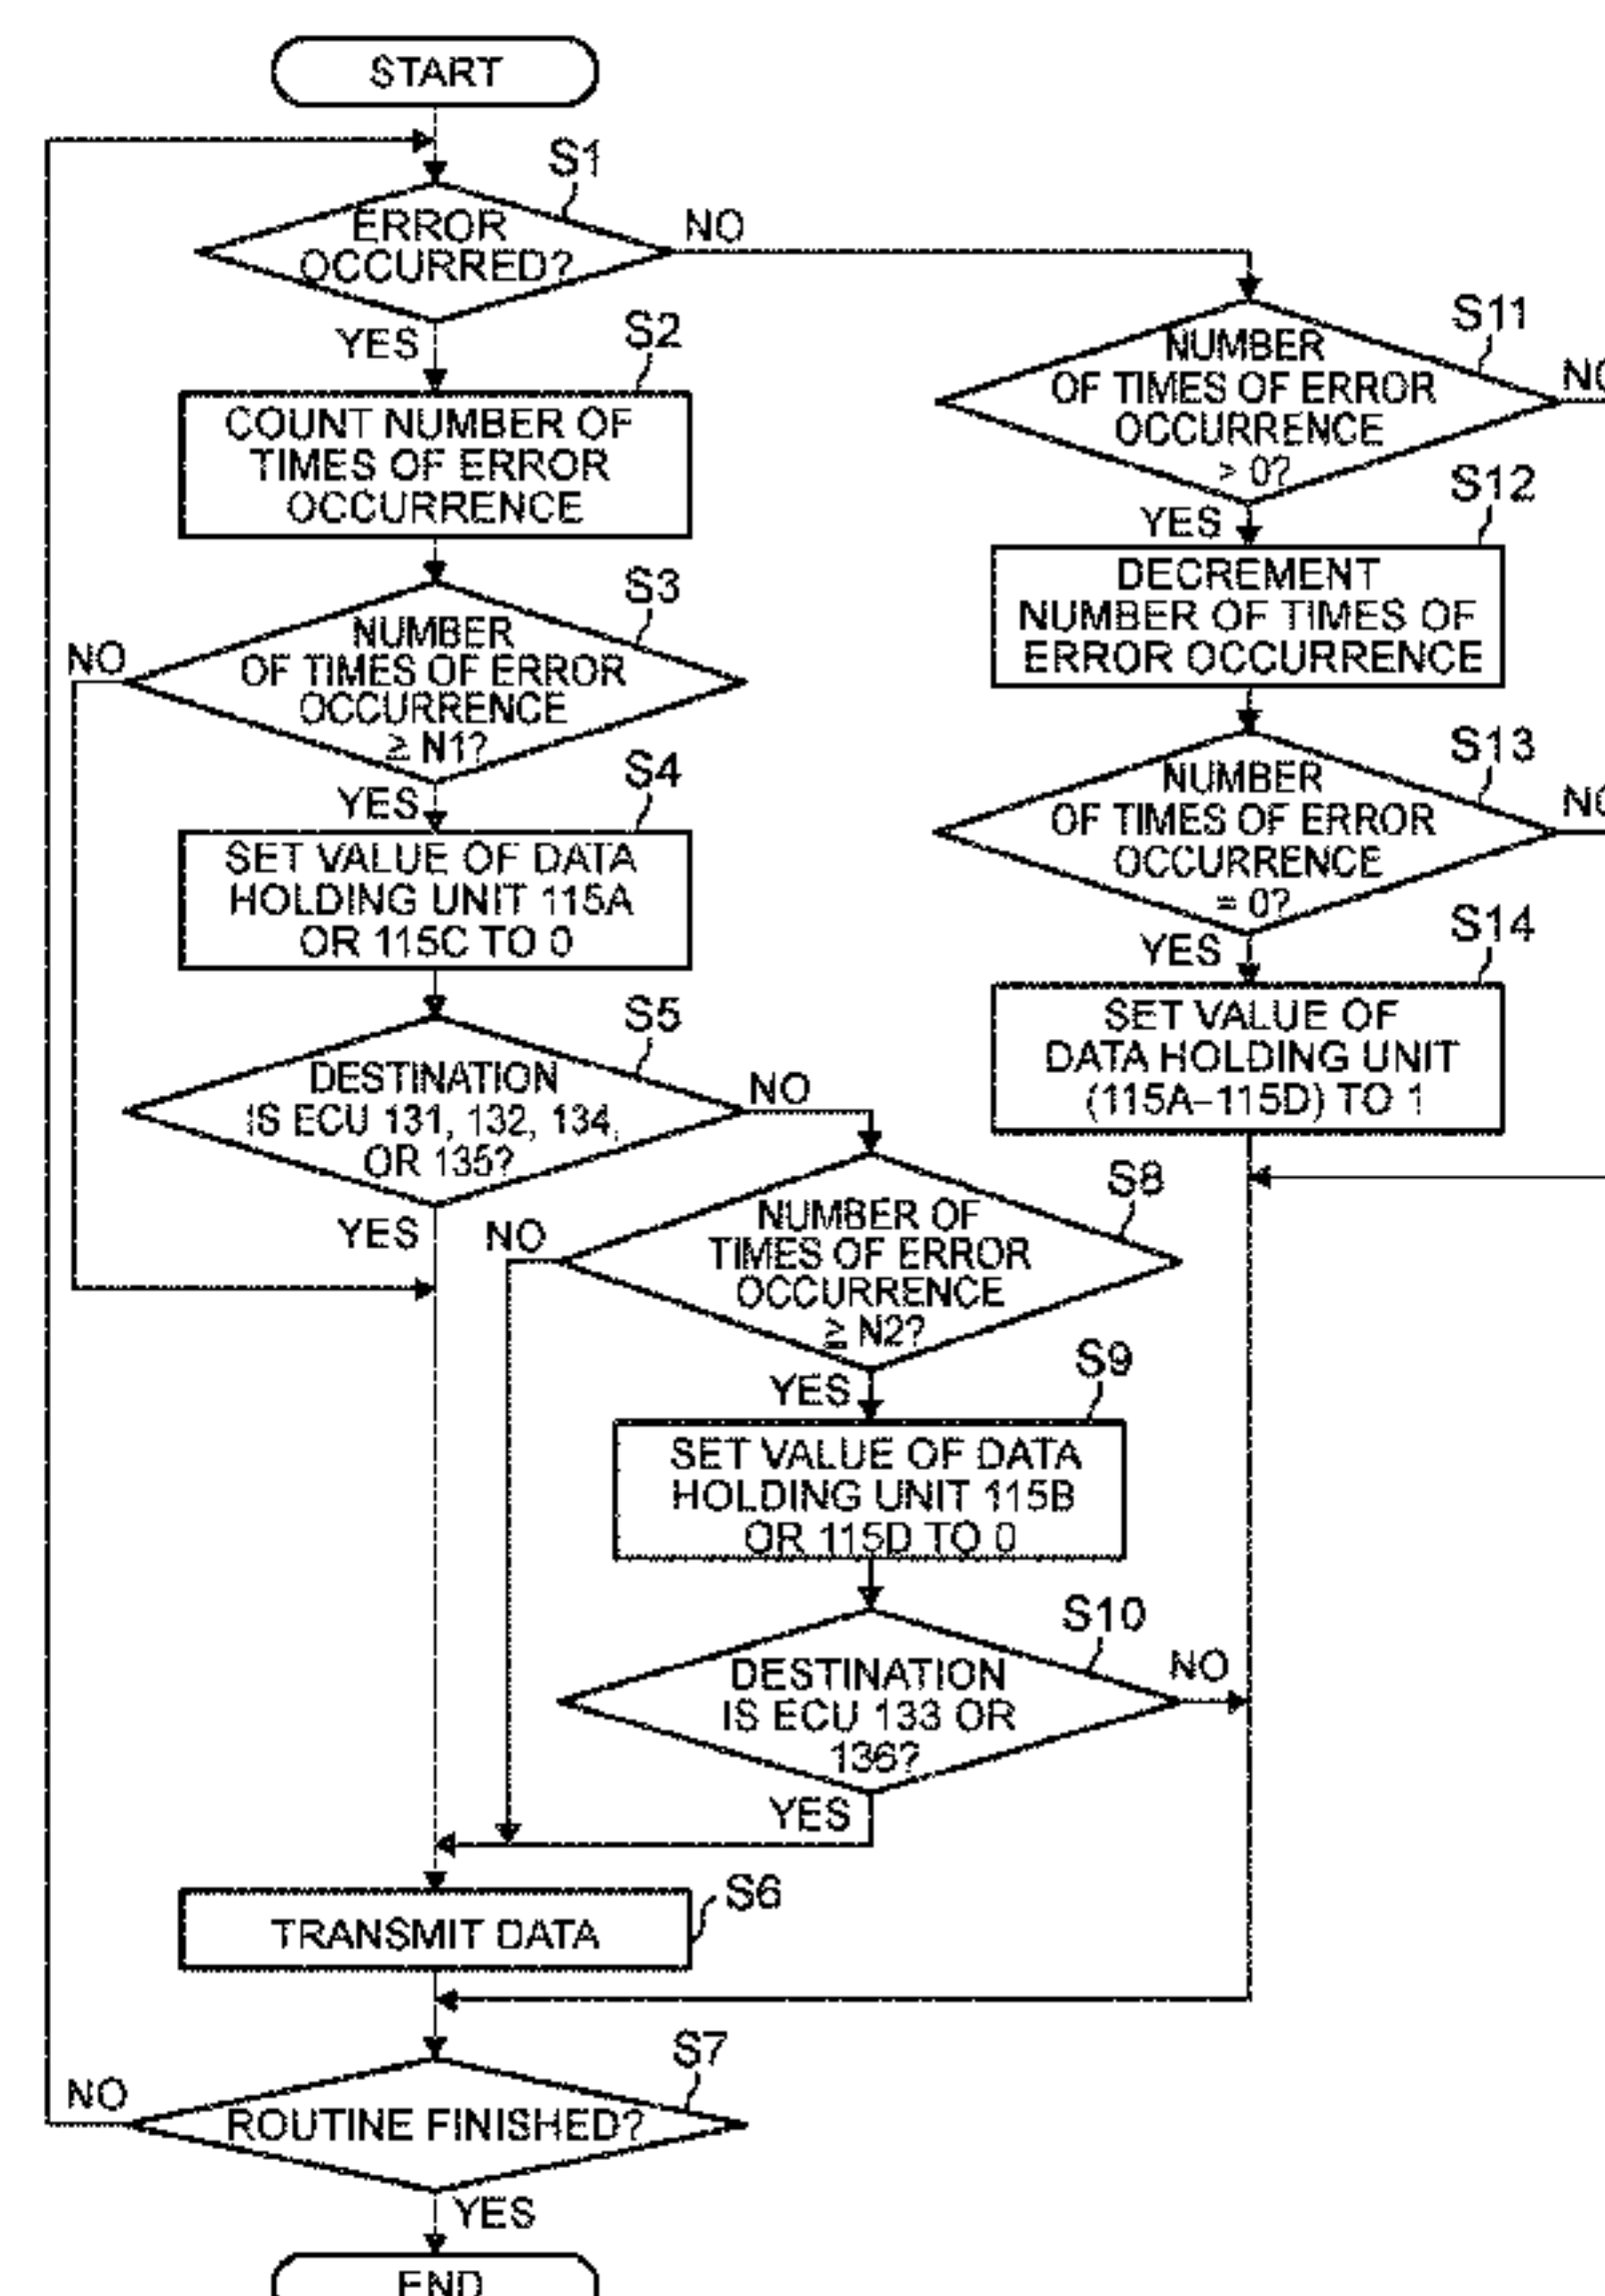 START
S1
ERROR
OCCURRED?
NO
YES
S2
COUNT NUMBER OF
TIMES OF ERROR
OCCURRENCE
S3
NUMBER
OF TIMES OF ERROR
OCCURRENCE
≥ N1?
NO
YES
S4
SET VALUE OF DATA
HOLDING UNIT 115A
OR 115C TO 0
S5
DESTINATION
IS ECU 131, 132, 134,
OR 135?
NO
YES
S8
NUMBER OF
TIMES OF ERROR
OCCURRENCE
≥ N2?
NO
YES
S9
SET VALUE OF DATA
HOLDING UNIT 115B
OR 115D TO 0
S10
DESTINATION
IS ECU 133 OR
136?
NO
YES
S6
TRANSMIT DATA
S7
ROUTINE FINISHED?
NO
YES
END
S11
NUMBER
OF TIMES OF ERROR
OCCURRENCE
> 0?
NO
YES
S12
DECREMENT
NUMBER OF TIMES OF
ERROR OCCURRENCE
S13
NUMBER
OF TIMES OF ERROR
OCCURRENCE
= 0?
NO
YES
S14
SET VALUE OF
DATA HOLDING UNIT
(115A–115D) TO 1